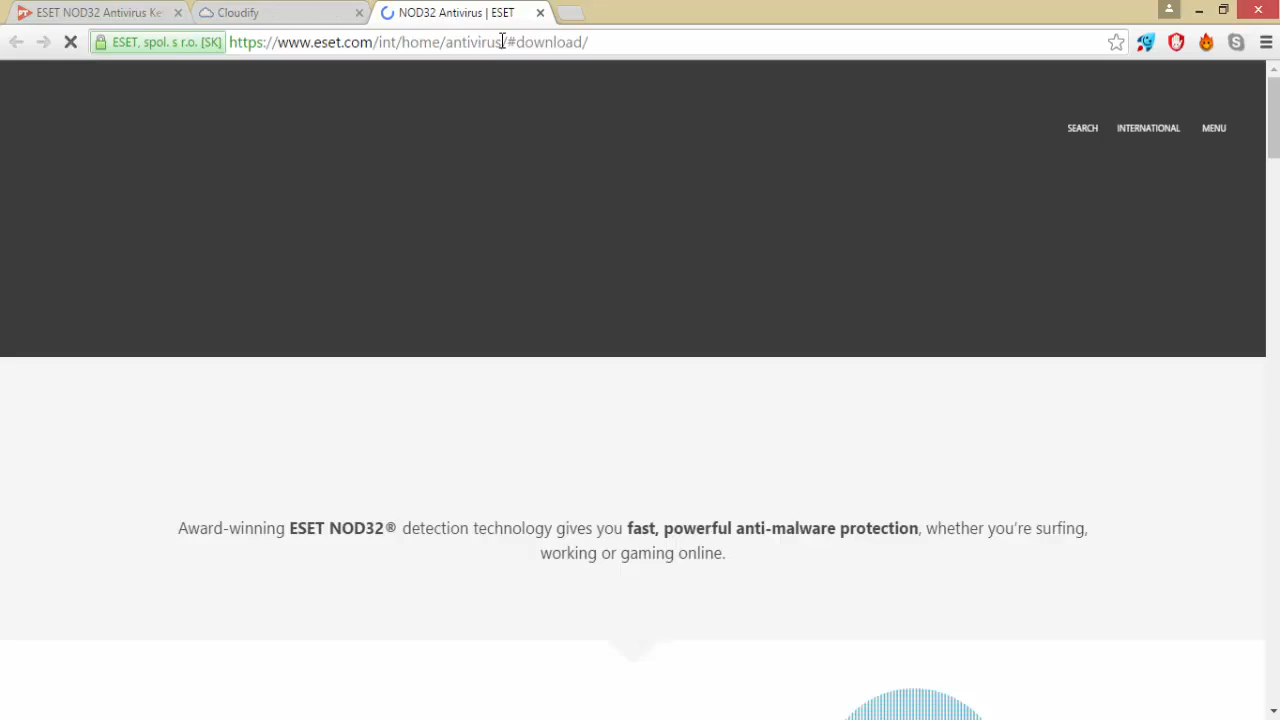 ESET NOD32 Antivirus Ke
Cloudify
NOD32 Antivirus | ESET
ESET, spol. s r.o. [SK]
https://www.eset.com/int/home/antivirus/#download/
SEARCH
INTERNATIONAL
MENU
Award-winning ESET NOD32® detection technology gives you fast, powerful anti-malware protection, whether you're surfing,
working or gaming online.